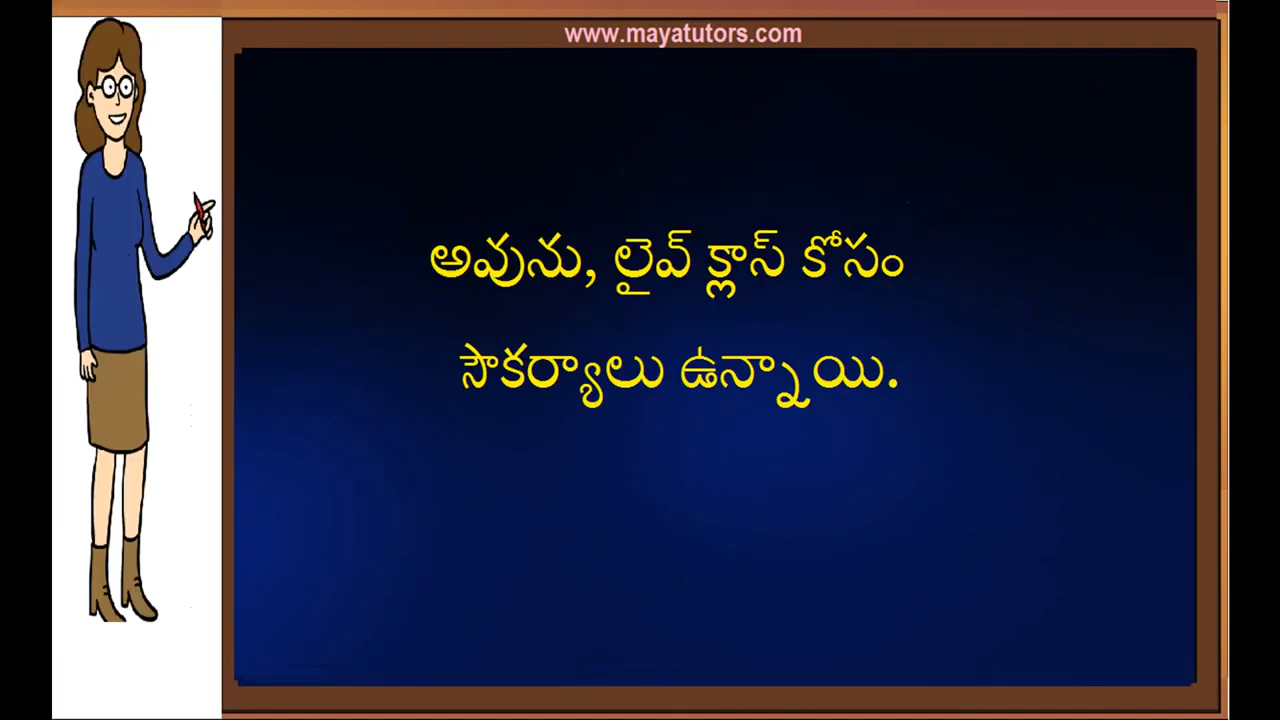 www.mayatutors.com
అవును, లైవ్ క్లాస్ కోసం
సౌకర్యాలు ఉన్నాయి.